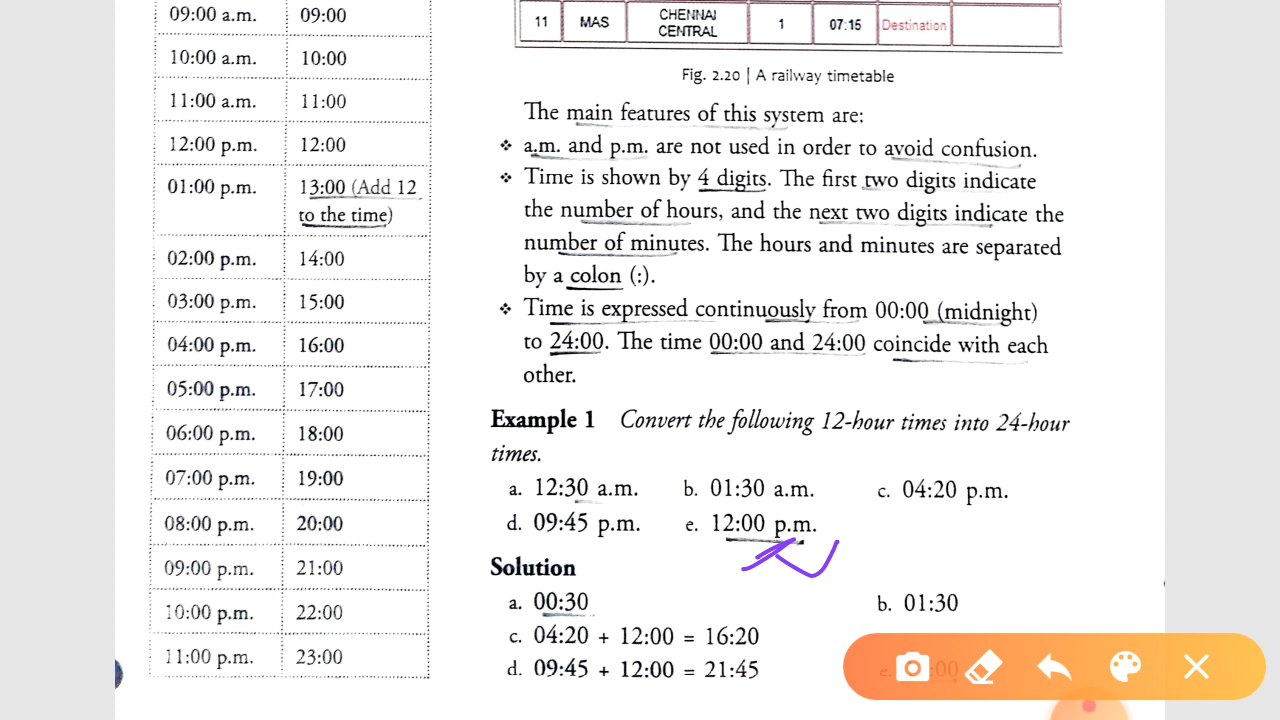 09:00 a.m. 09:00
10:00 a.m. 10:00
11:00 a.m. 11:00
12:00 p.m. 12:00
01:00 p.m. 13:00 (Add 12
to the time)
02:00 p.m. 14:00
03:00 p.m. 15:00
04:00 p.m. 16:00
05:00 p.m. 17:00
06:00 p.m. 18:00
07:00 p.m. 19:00
08:00 p.m. 20:00
09:00 p.m. 21:00
10:00 p.m. 22:00
11:00 p.m. 23:00
11 MAS CHENNAI CENTRAL 1 07:15 Destination
Fig. 2.20 | A railway timetable
The main features of this system are:
❖ a.m. and p.m. are not used in order to avoid confusion.
❖ Time is shown by 4 digits. The first two digits indicate
the number of hours, and the next two digits indicate the
number of minutes. The hours and minutes are separated
by a colon (:).
❖ Time is expressed continuously from 00:00 (midnight)
to 24:00. The time 00:00 and 24:00 coincide with each
other.
Example 1 Convert the following 12-hour times into 24-hour
times.
a. 12:30 a.m. b. 01:30 a.m. c. 04:20 p.m.
d. 09:45 p.m. e. 12:00 p.m.
Solution
a. 00:30 b. 01:30
c. 04:20 + 12:00 = 16:20
d. 09:45 + 12:00 = 21:45 e.